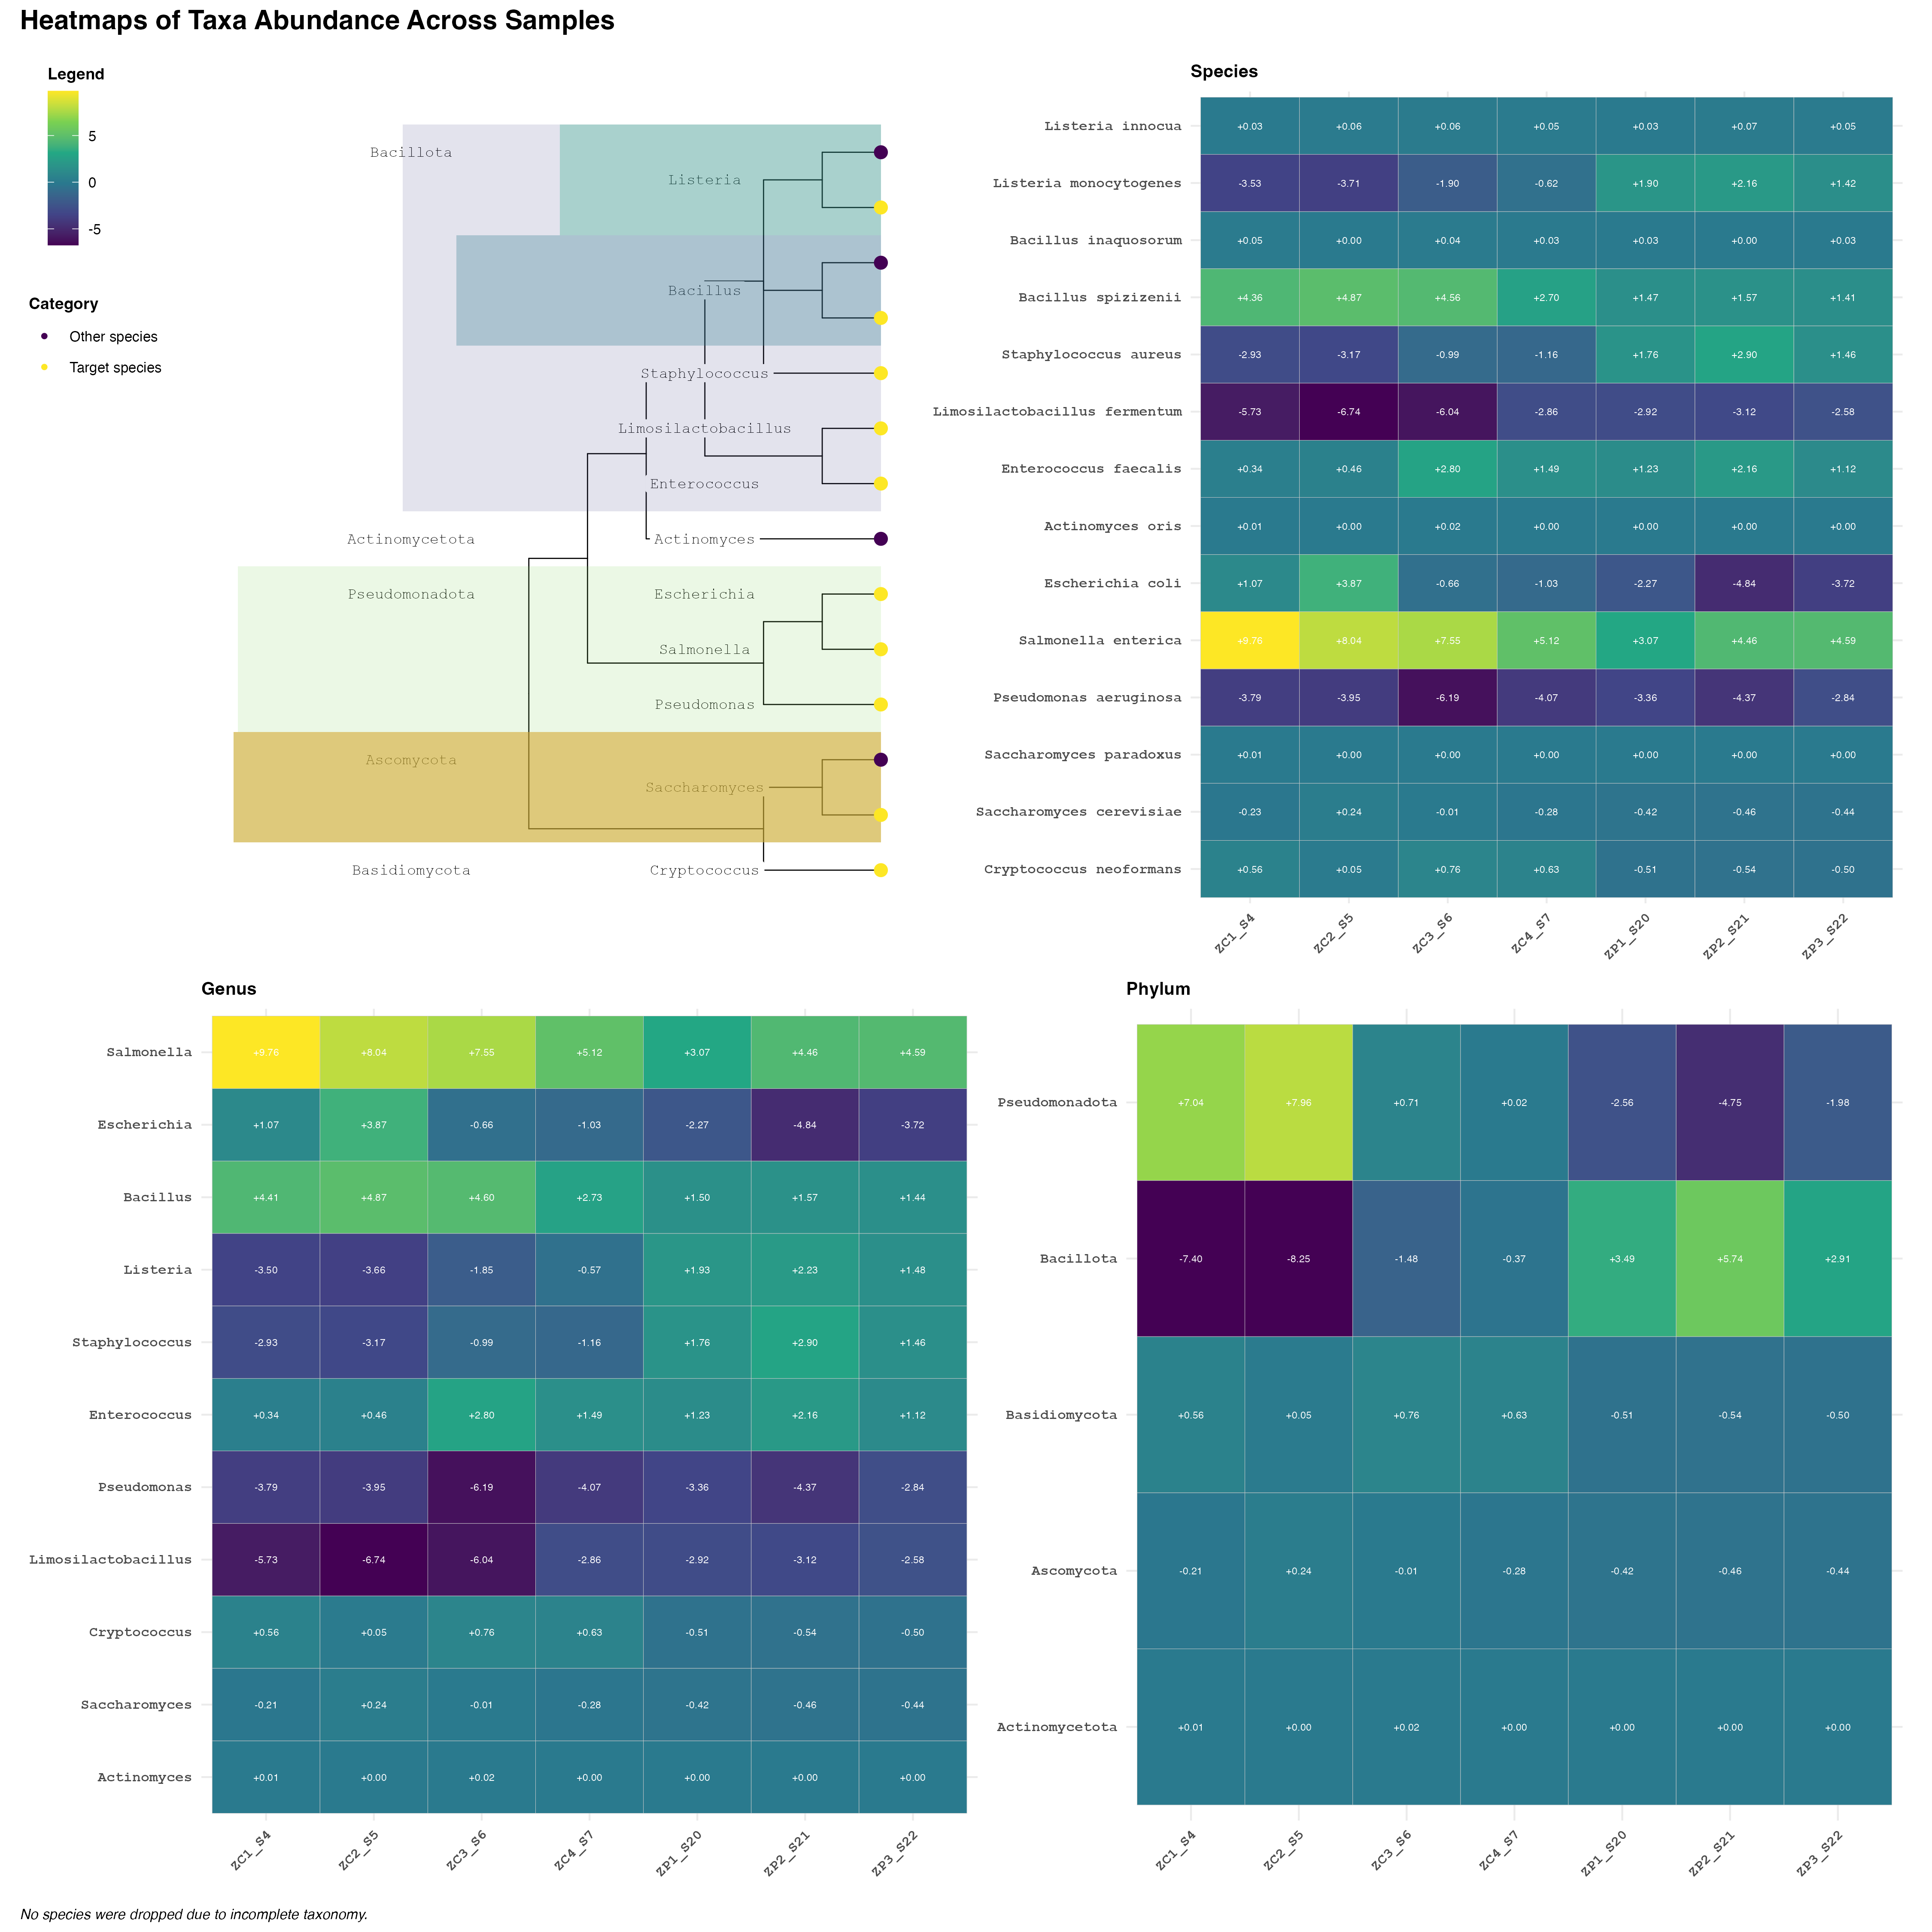 Heatmaps of Taxa Abundance Across Samples
Legend
5
0
-5
Category
Other species
Target species
Bacillota
Listeria
Bacillus
Staphylococcus
Limosilactobacillus
Enterococcus
Actinomycetota
Actinomyces
Pseudomonadota
Escherichia
Salmonella
Pseudomonas
Ascomycota
Saccharomyces
Basidiomycota
Cryptococcus
Species
Listeria innocua +0.03 +0.06 +0.06 +0.05 +0.03 +0.07 +0.05
Listeria monocytogenes -3.53 -3.71 -1.90 -0.62 +1.90 +2.16 +1.42
Bacillus inaquosorum +0.05 +0.00 +0.04 +0.03 +0.03 +0.00 +0.03
Bacillus spizizenii +4.36 +4.87 +4.56 +2.70 +1.47 +1.57 +1.41
Staphylococcus aureus -2.93 -3.17 -0.99 -1.16 +1.76 +2.90 +1.46
Limosilactobacillus fermentum -5.73 -6.74 -6.04 -2.86 -2.92 -3.12 -2.58
Enterococcus faecalis +0.34 +0.46 +2.80 +1.49 +1.23 +2.16 +1.12
Actinomyces oris +0.01 +0.00 +0.02 +0.00 +0.00 +0.00 +0.00
Escherichia coli +1.07 +3.87 -0.66 -1.03 -2.27 -4.84 -3.72
Salmonella enterica +9.76 +8.04 +7.55 +5.12 +3.07 +4.46 +4.59
Pseudomonas aeruginosa -3.79 -3.95 -6.19 -4.07 -3.36 -4.37 -2.84
Saccharomyces paradoxus +0.01 +0.00 +0.00 +0.00 +0.00 +0.00 +0.00
Saccharomyces cerevisiae -0.23 +0.24 -0.01 -0.28 -0.42 -0.46 -0.44
Cryptococcus neoformans +0.56 +0.05 +0.76 +0.63 -0.51 -0.54 -0.50
ZC1_S4 ZC2_S5 ZC3_S6 ZC4_S7 ZP1_S20 ZP2_S21 ZP3_S22
Genus
Salmonella +9.76 +8.04 +7.55 +5.12 +3.07 +4.46 +4.59
Escherichia +1.07 +3.87 -0.66 -1.03 -2.27 -4.84 -3.72
Bacillus +4.41 +4.87 +4.60 +2.73 +1.50 +1.57 +1.44
Listeria -3.50 -3.66 -1.85 -0.57 +1.93 +2.23 +1.48
Staphylococcus -2.93 -3.17 -0.99 -1.16 +1.76 +2.90 +1.46
Enterococcus +0.34 +0.46 +2.80 +1.49 +1.23 +2.16 +1.12
Pseudomonas -3.79 -3.95 -6.19 -4.07 -3.36 -4.37 -2.84
Limosilactobacillus -5.73 -6.74 -6.04 -2.86 -2.92 -3.12 -2.58
Cryptococcus +0.56 +0.05 +0.76 +0.63 -0.51 -0.54 -0.50
Saccharomyces -0.21 +0.24 -0.01 -0.28 -0.42 -0.46 -0.44
Actinomyces +0.01 +0.00 +0.02 +0.00 +0.00 +0.00 +0.00
ZC1_S4 ZC2_S5 ZC3_S6 ZC4_S7 ZP1_S20 ZP2_S21 ZP3_S22
Phylum
Pseudomonadota +7.04 +7.96 +0.71 +0.02 -2.56 -4.75 -1.98
Bacillota -7.40 -8.25 -1.48 -0.37 +3.49 +5.74 +2.91
Basidiomycota +0.56 +0.05 +0.76 +0.63 -0.51 -0.54 -0.50
Ascomycota -0.21 +0.24 -0.01 -0.28 -0.42 -0.46 -0.44
Actinomycetota +0.01 +0.00 +0.02 +0.00 +0.00 +0.00 +0.00
ZC1_S4 ZC2_S5 ZC3_S6 ZC4_S7 ZP1_S20 ZP2_S21 ZP3_S22
No species were dropped due to incomplete taxonomy.